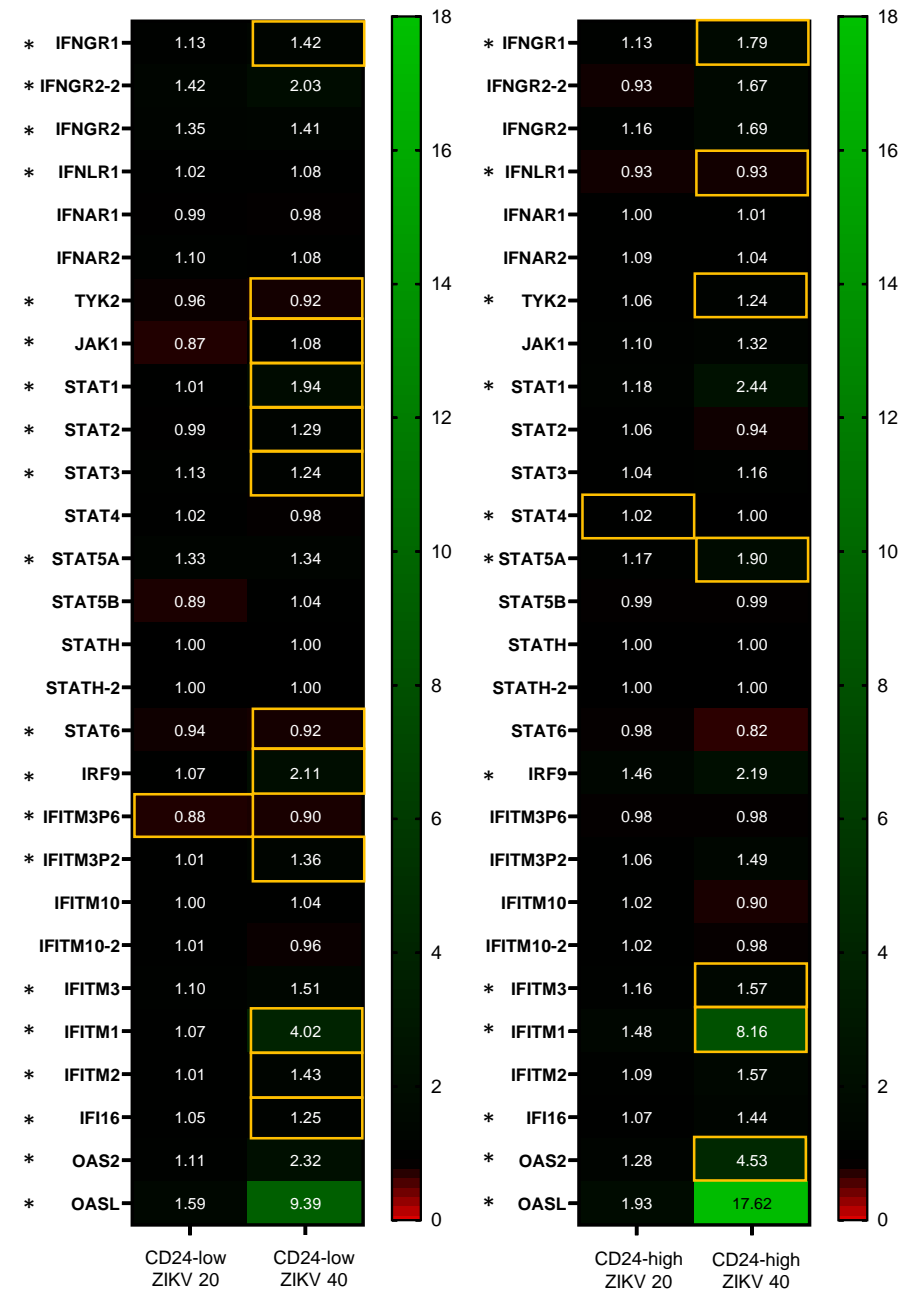 18
16
14
12
10
8
6
4
2
0
* IFNGR1 1.13 1.42
* IFNGR2-2 1.42 2.03
* IFNGR2 1.35 1.41
* IFNLR1 1.02 1.08
IFNAR1 0.99 0.98
IFNAR2 1.10 1.08
* TYK2 0.96 0.92
* JAK1 0.87 1.08
* STAT1 1.01 1.94
* STAT2 0.99 1.29
* STAT3 1.13 1.24
STAT4 1.02 0.98
* STAT5A 1.33 1.34
STAT5B 0.89 1.04
STATH 1.00 1.00
STATH-2 1.00 1.00
* STAT6 0.94 0.92
* IRF9 1.07 2.11
* IFITM3P6 0.88 0.90
* IFITM3P2 1.01 1.36
IFITM10 1.00 1.04
IFITM10-2 1.01 0.96
* IFITM3 1.10 1.51
* IFITM1 1.07 4.02
* IFITM2 1.01 1.43
* IFI16 1.05 1.25
* OAS2 1.11 2.32
* OASL 1.59 9.39
CD24-low CD24-low
ZIKV 20 ZIKV 40
18
16
14
12
10
8
6
4
2
0
* IFNGR1 1.13 1.79
IFNGR2-2 0.93 1.67
IFNGR2 1.16 1.69
* IFNLR1 0.93 0.93
IFNAR1 1.00 1.01
IFNAR2 1.09 1.04
* TYK2 1.06 1.24
JAK1 1.10 1.32
* STAT1 1.18 2.44
STAT2 1.06 0.94
STAT3 1.04 1.16
* STAT4 1.02 1.00
* STAT5A 1.17 1.90
STAT5B 0.99 0.99
STATH 1.00 1.00
STATH-2 1.00 1.00
STAT6 0.98 0.82
* IRF9 1.46 2.19
IFITM3P6 0.98 0.98
IFITM3P2 1.06 1.49
IFITM10 1.02 0.90
IFITM10-2 1.02 0.98
* IFITM3 1.16 1.57
* IFITM1 1.48 8.16
IFITM2 1.09 1.57
* IFI16 1.07 1.44
* OAS2 1.28 4.53
* OASL 1.93 17.62
CD24-high CD24-high
ZIKV 20 ZIKV 40